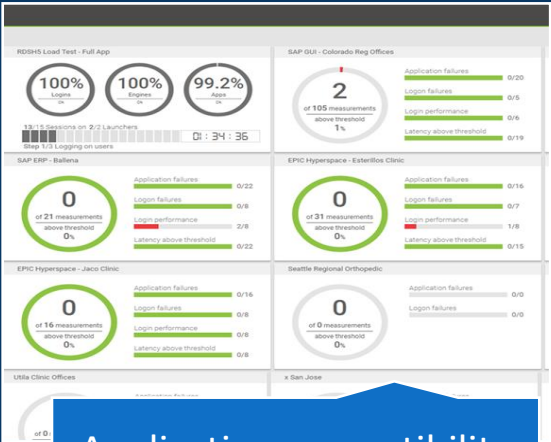 RDSH5 Load Test - Full App
100%
Logins
0%
100%
Engines
0%
99.2%
Apps
0%
13/15 Sessions on 2/2 Launchers
01 : 34 : 36
Step 1/3 Logging on users
SAP GUI - Colorado Reg Offices
2
of 105 measurements
above threshold
1%
Application failures
0/20
Logon failures
0/5
Login performance
0/6
Latency above threshold
0/19
SAP ERP - Ballena
0
of 21 measurements
above threshold
0%
Application failures
0/22
Logon failures
0/8
Login performance
2/8
Latency above threshold
0/22
EPIC Hyperspace - Esterillos Clinic
0
of 31 measurements
above threshold
0%
Application failures
0/16
Logon failures
0/7
Login performance
1/8
Latency above threshold
0/15
EPIC Hyperspace - Jaco Clinic
0
of 16 measurements
above threshold
0%
Application failures
0/16
Logon failures
0/8
Login performance
0/6
Latency above threshold
0/8
Seattle Regional Orthopedic
0
of 0 measurements
above threshold
0%
Application failures
0/0
Logon failures
0/0
Utila Clinic Offices
x San Jose
of 0